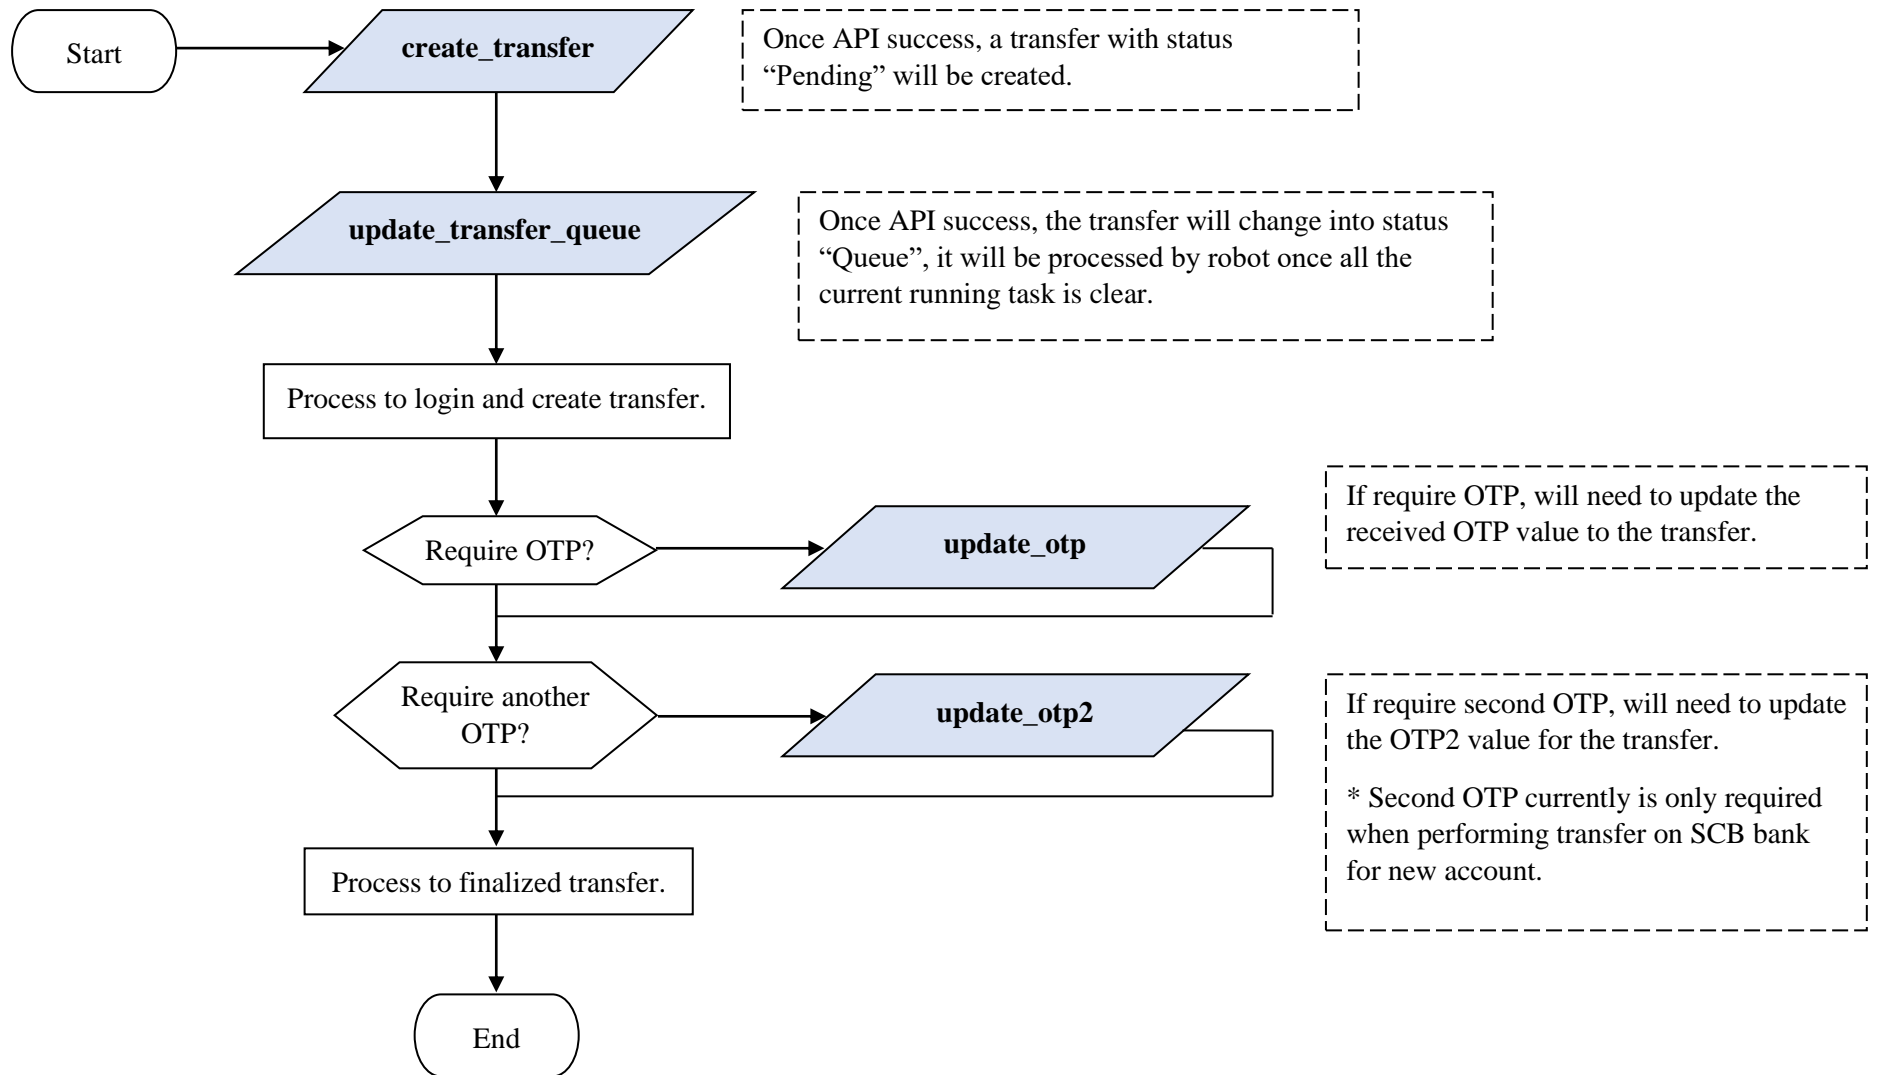 Start
create_transfer
Once API success, a transfer with status
“Pending” will be created.
update_transfer_queue
Once API success, the transfer will change into status
“Queue”, it will be processed by robot once all the
current running task is clear.
Process to login and create transfer.
Require OTP?
update_otp
If require OTP, will need to update the
received OTP value to the transfer.
Require another
OTP?
update_otp2
If require second OTP, will need to update
the OTP2 value for the transfer.
* Second OTP currently is only required
when performing transfer on SCB bank
for new account.
Process to finalized transfer.
End